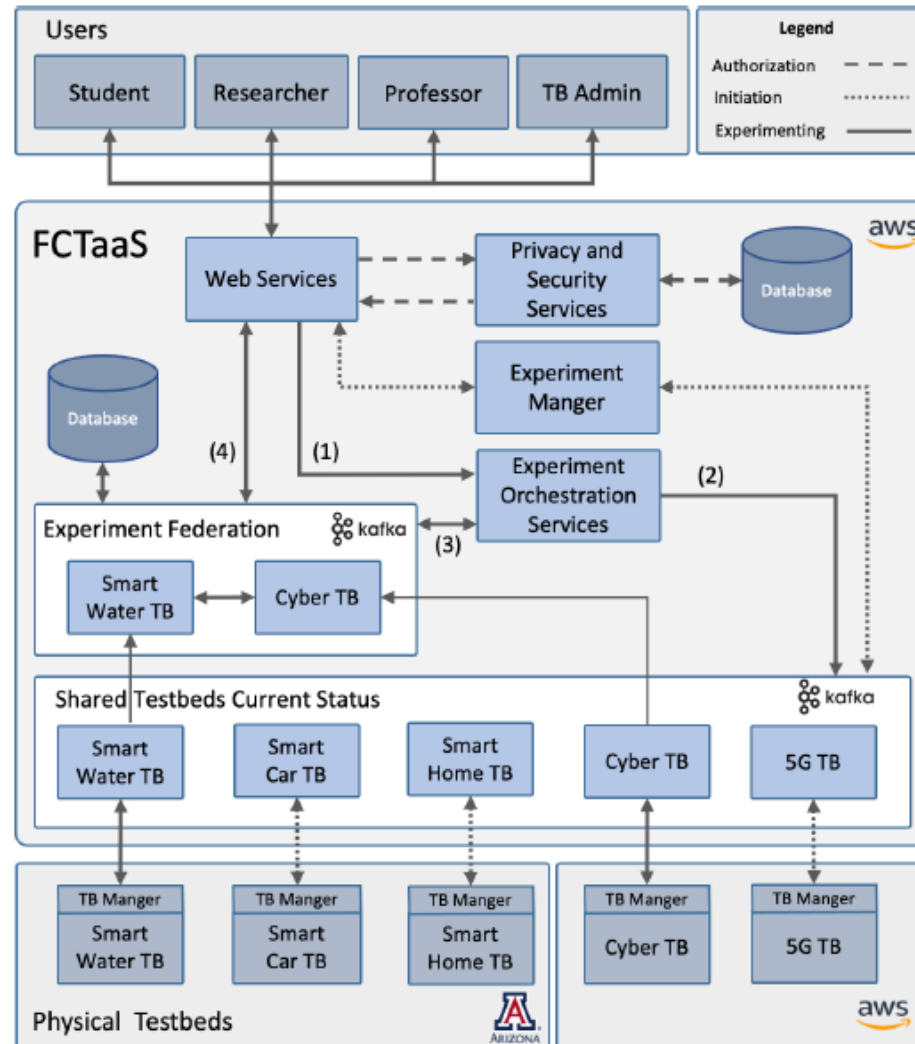 Users
Student
Researcher
Professor
TB Admin
Legend
Authorization
Initiation
Experimenting
FCTaaS
aws
Web Services
Privacy and
Security
Services
Database
Experiment
Manger
Database
(4)
(1)
Experiment
Orchestration
Services
(2)
(3)
Experiment Federation
kafka
Smart
Water TB
Cyber TB
Shared Testbeds Current Status
kafka
Smart
Water TB
Smart
Car TB
Smart
Home TB
Cyber TB
5G TB
TB Manger
Smart
Water TB
TB Manger
Smart
Car TB
TB Manger
Smart
Home TB
TB Manger
Cyber TB
TB Manger
5G TB
Physical Testbeds
A
ARIZONA
aws